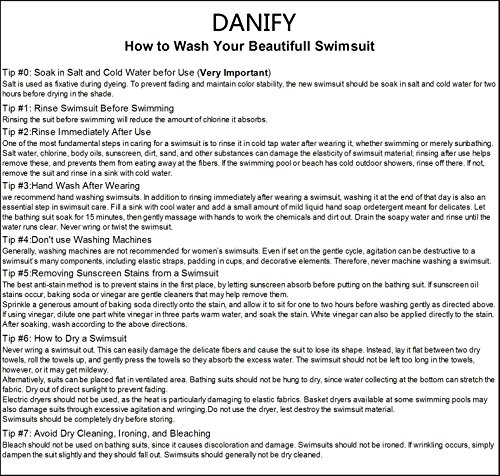 DANIFY
How to Wash Your Beautifull Swimsuit
Tip #0: Soak in Salt and Cold Water befor Use (Very Important)
Salt is used as fixative during dyeing. To prevent fading and maintain color stability, the new swimsuit should be soak in salt and cold water for two
hours before drying in the shade.
Tip #1: Rinse Swimsuit Before Swimming
Rinsing the suit before swimming will reduce the amount of chlorine it absorbs.
Tip #2:Rinse Immediately After Use
One of the most fundamental steps in caring for a swimsuit is to rinse it in cold tap water after wearing it, whether swimming or merely sunbathing.
Salt water, chlorine, body oils, sunscreen, dirt, sand, and other substances can damage the elasticity of swimsuit material; rinsing after use helps
remove these, and prevents them from eating away at the fibers. If the swimming pool or beach has cold outdoor showers, rinse off there. If not,
remove the suit and rinse in a sink with cold water.
Tip #3:Hand Wash After Wearing
we recommend hand washing swimsuits. In addition to rinsing immediately after wearing a swimsuit, washing it at the end of that day is also an
essential step in swimsuit care. Fill a sink with cool water and add a small amount of mild liquid hand soap ordetergent meant for delicates. Let
the bathing suit soak for 15 minutes, then gently massage with hands to work the chemicals and dirt out. Drain the soapy water and rinse until the
water runs clear. Never wring or twist the swimsuit.
Tip #4:Don't use Washing Machines
Generally, washing machines are not recommended for women's swimsuits. Even if set on the gentle cycle, agitation can be destructive to a
swimsuit's many components, including elastic straps, padding in cups, and decorative elements. Therefore, never machine washing a swimsuit.
Tip #5:Removing Sunscreen Stains from a Swimsuit
The best anti-stain method is to prevent stains in the first place, by letting sunscreen absorb before putting on the bathing suit. If sunscreen oil
stains occur, baking soda or vinegar are gentle cleaners that may help remove them.
Sprinkle a generous amount of baking soda directly onto the stain, and allow it to sit for one to two hours before washing gently as directed above.
If using vinegar, dilute one part white vinegar in three parts warm water, and soak the stain. White vinegar can also be applied directly to the stain.
After soaking, wash according to the above directions.
Tip #6: How to Dry a Swimsuit
Never wring a swimsuit out. This can easily damage the delicate fibers and cause the suit to lose its shape. Instead, lay it flat between two dry
towels, roll the towels up, and gently press the towels so they absorb the excess water. The swimsuit should not be left too long in the towels,
however, or it may get mildewy.
Alternatively, suits can be placed flat in ventilated area. Bathing suits should not be hung to dry, since water collecting at the bottom can stretch the
fabric. Dry out of direct sunlight to prevent fading.
Electric dryers should not be used, as the heat is particularly damaging to elastic fabrics. Basket dryers available at some swimming pools may
also damage suits through excessive agitation and wringing.Do not use the dryer, lest destroy the swimsuit material.
Swimsuits should be completely dry before storing.
Tip #7: Avoid Dry Cleaning, Ironing, and Bleaching
Bleach should not be used on bathing suits, since it causes discoloration and damage. Swimsuits should not be ironed. If wrinkling occurs, simply
dampen the suit slightly and they should fall out. Swimsuits should generally not be dry cleaned.